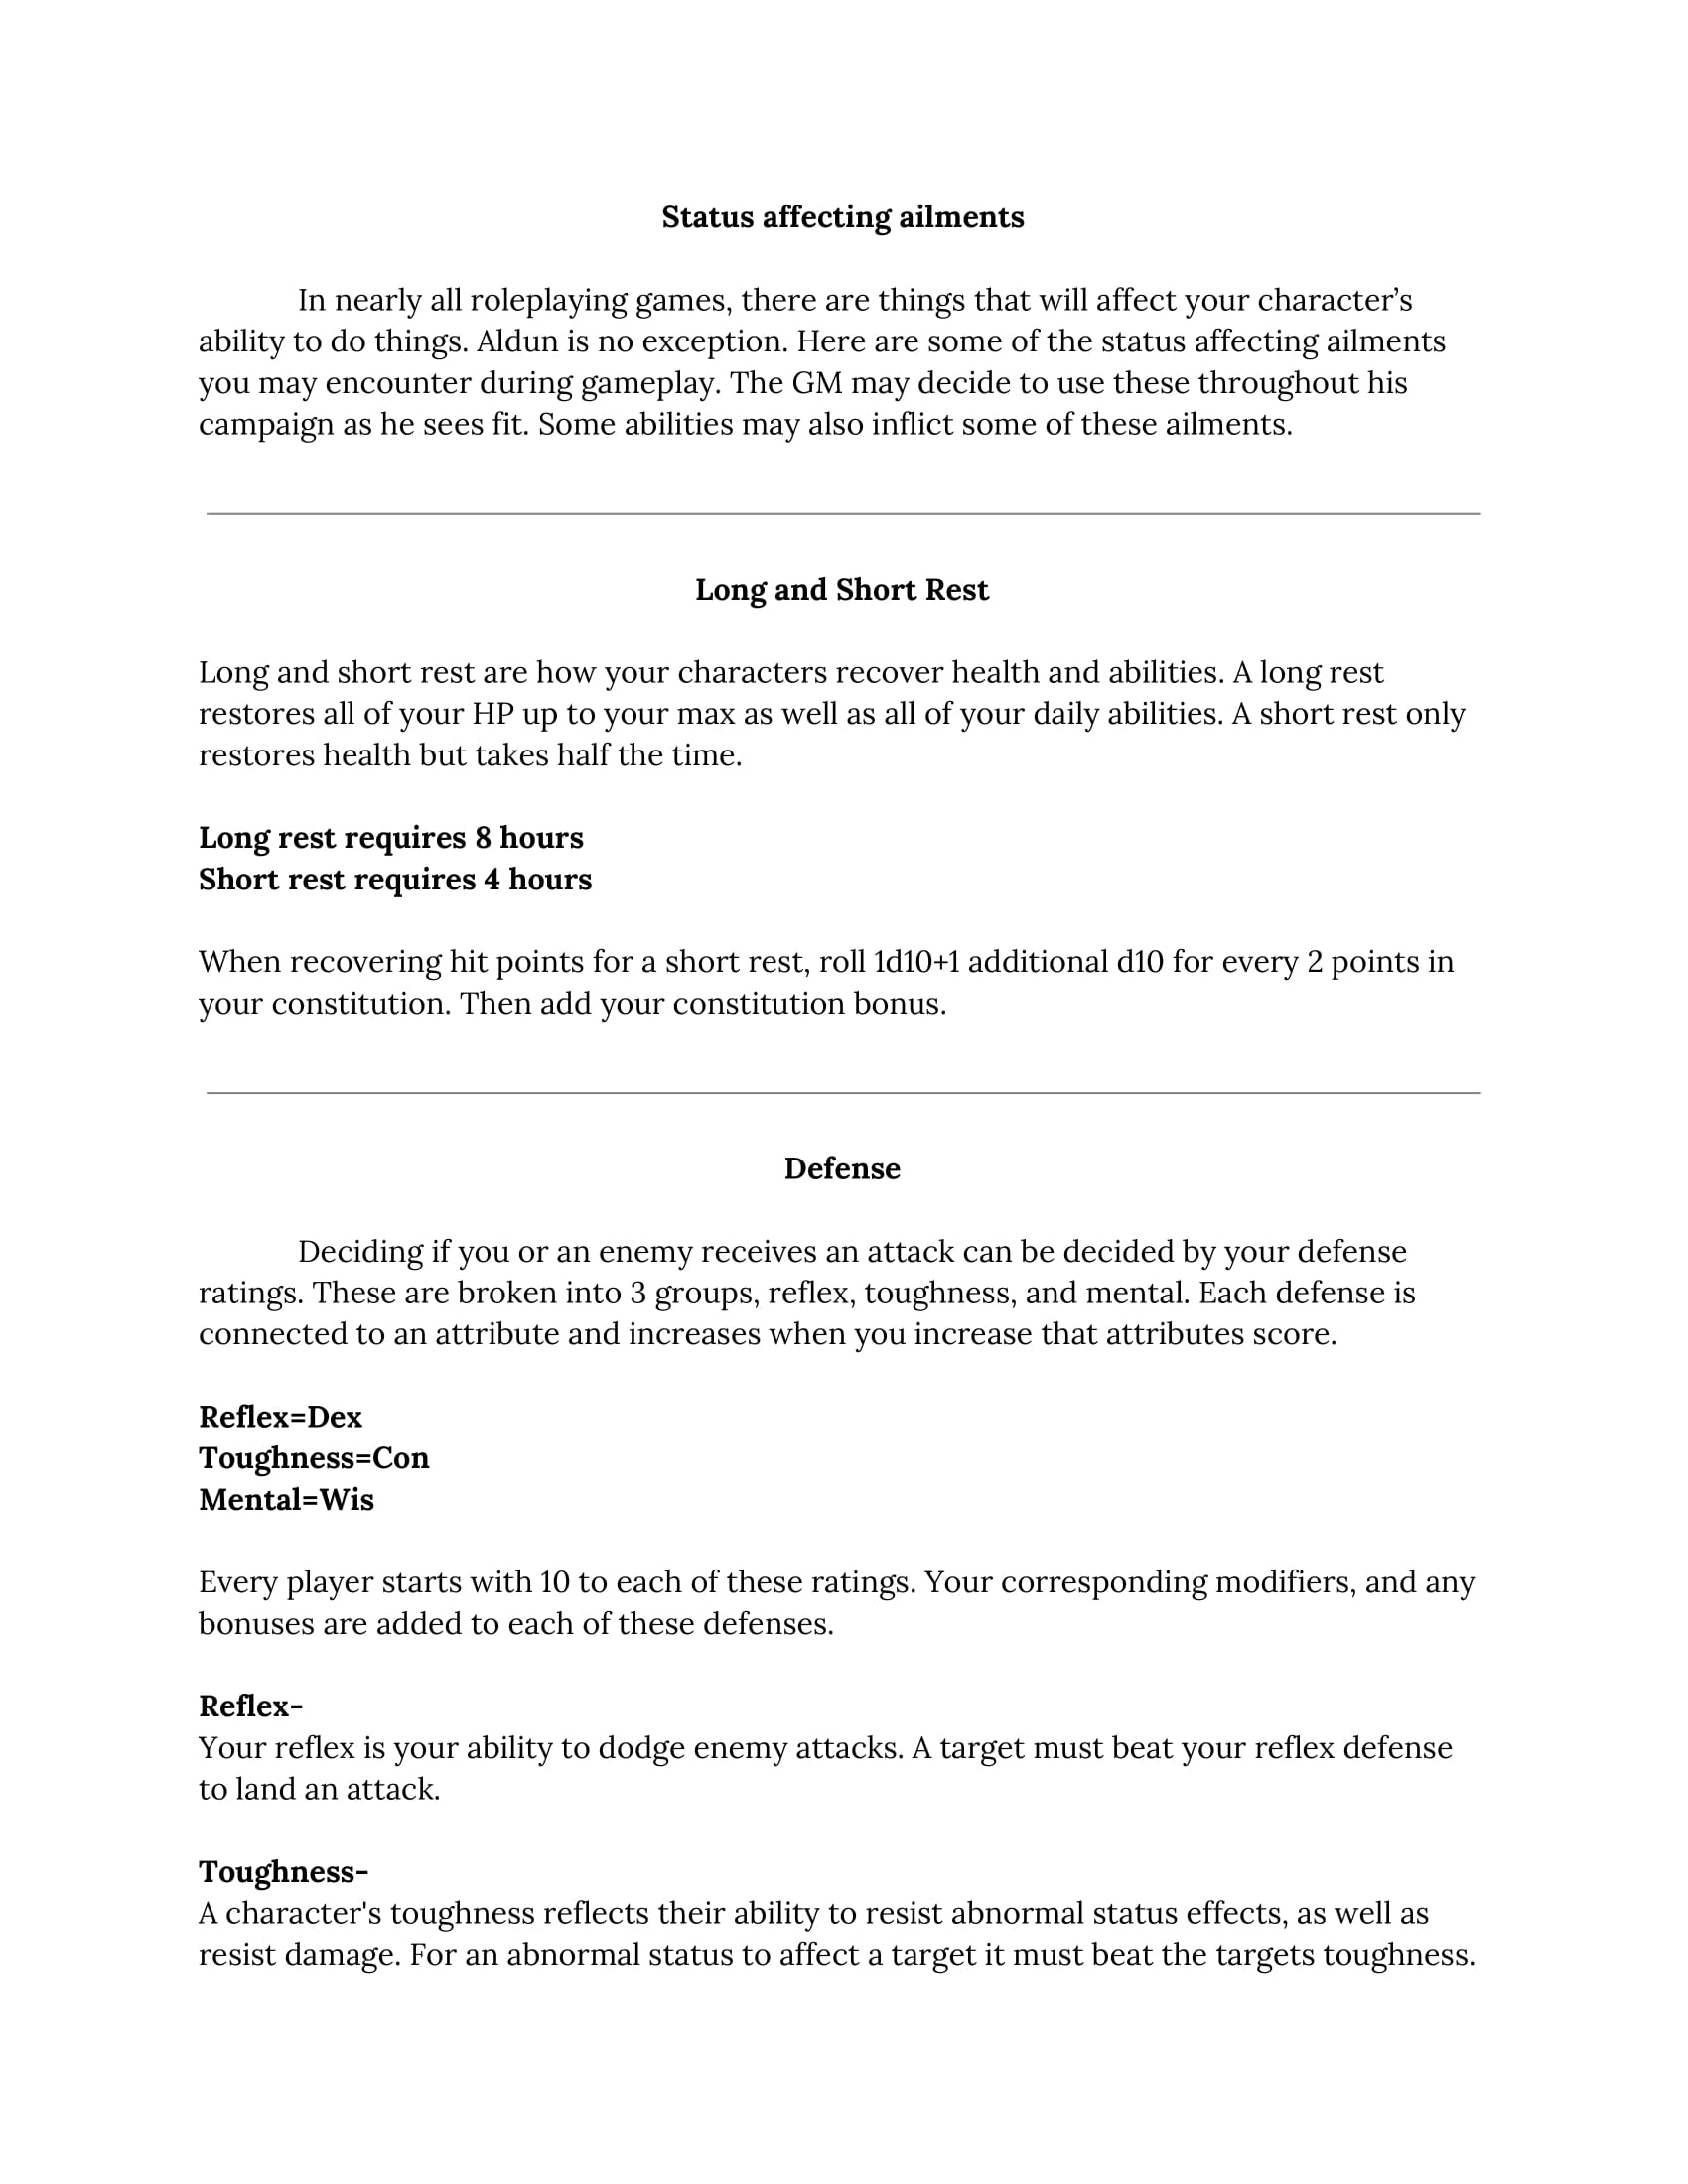 Status affecting ailments
In nearly all roleplaying games, there are things that will affect your character’s
ability to do things. Aldun is no exception. Here are some of the status affecting ailments
you may encounter during gameplay. The GM may decide to use these throughout his
campaign as he sees fit. Some abilities may also inflict some of these ailments.
Long and Short Rest
Long and short rest are how your characters recover health and abilities. A long rest
restores all of your HP up to your max as well as all of your daily abilities. A short rest only
restores health but takes half the time.
Long rest requires 8 hours
Short rest requires 4 hours
When recovering hit points for a short rest, roll 1d10+1 additional d10 for every 2 points in
your constitution. Then add your constitution bonus.
Defense
Deciding if you or an enemy receives an attack can be decided by your defense
ratings. These are broken into 3 groups, reflex, toughness, and mental. Each defense is
connected to an attribute and increases when you increase that attributes score.
Reflex=Dex
Toughness=Con
Mental=Wis
Every player starts with 10 to each of these ratings. Your corresponding modifiers, and any
bonuses are added to each of these defenses.
Reflex-
Your reflex is your ability to dodge enemy attacks. A target must beat your reflex defense
to land an attack.
Toughness-
A character's toughness reflects their ability to resist abnormal status effects, as well as
resist damage. For an abnormal status to affect a target it must beat the targets toughness.